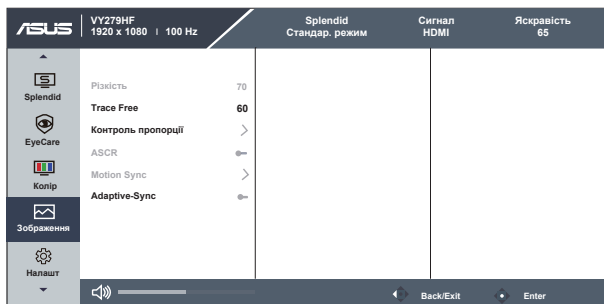 ASUS
VY279HF
1920 x 1080 | 100 Hz
Splendid
Стандар. режим
Сигнал
HDMI
Яскравість
65
Splendid
EyeCare
Колір
Зображення
Налашт
Різкість 70
Trace Free 60
Контроль пропорції
ASCR
Motion Sync
Adaptive-Sync
Back/Exit
Enter